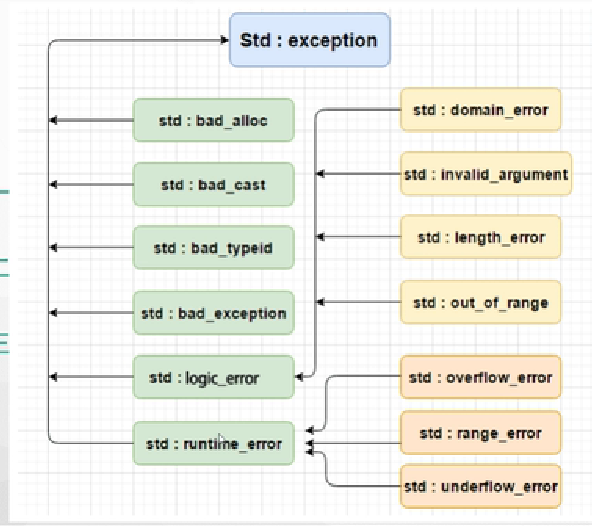 Std : exception
std : bad_alloc
std : bad_cast
std : bad_typeid
std : bad_exception
std : logic_error
std : runtime_error
std : domain_error
std : invalid_argument
std : length_error
std : out_of_range
std : overflow_error
std : range_error
std : underflow_error